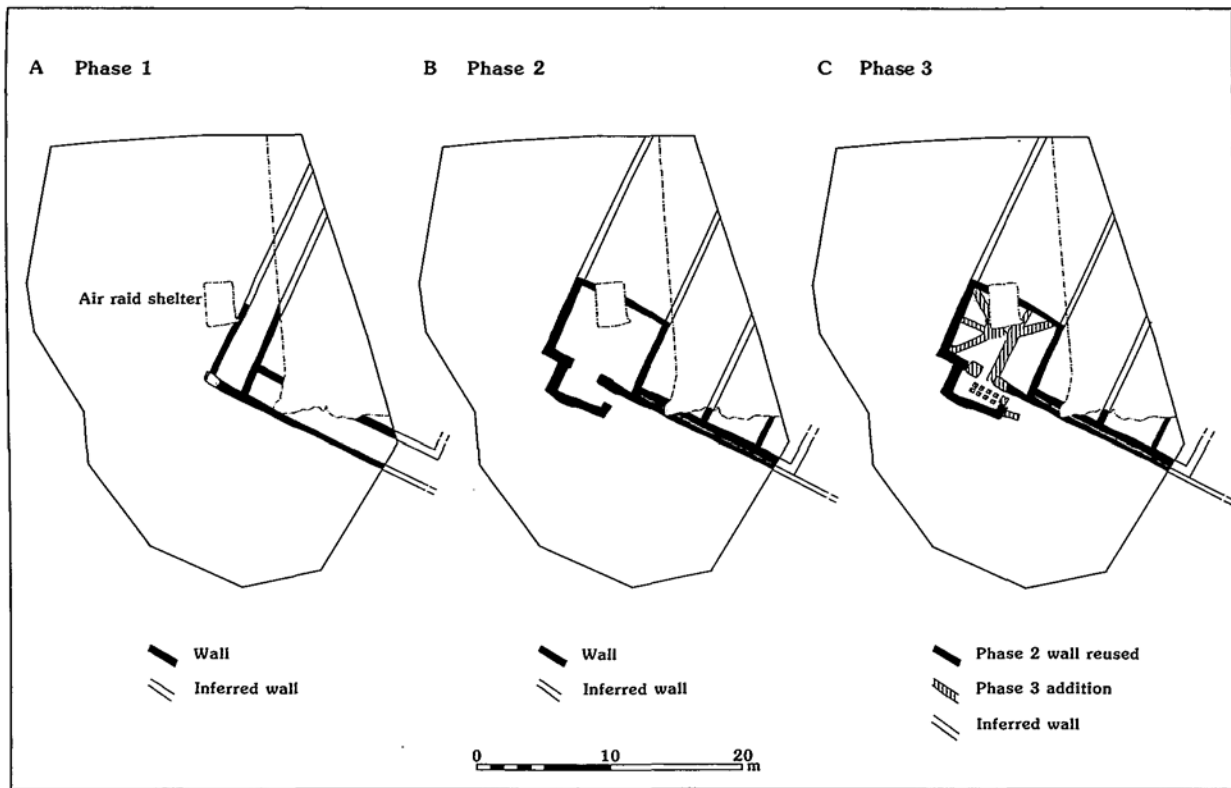 A Phase 1
B Phase 2
C Phase 3
Air raid shelter
Wall
Inferred wall
Wall
Inferred wall
Phase 2 wall reused
Phase 3 addition
Inferred wall
0 10 20
m